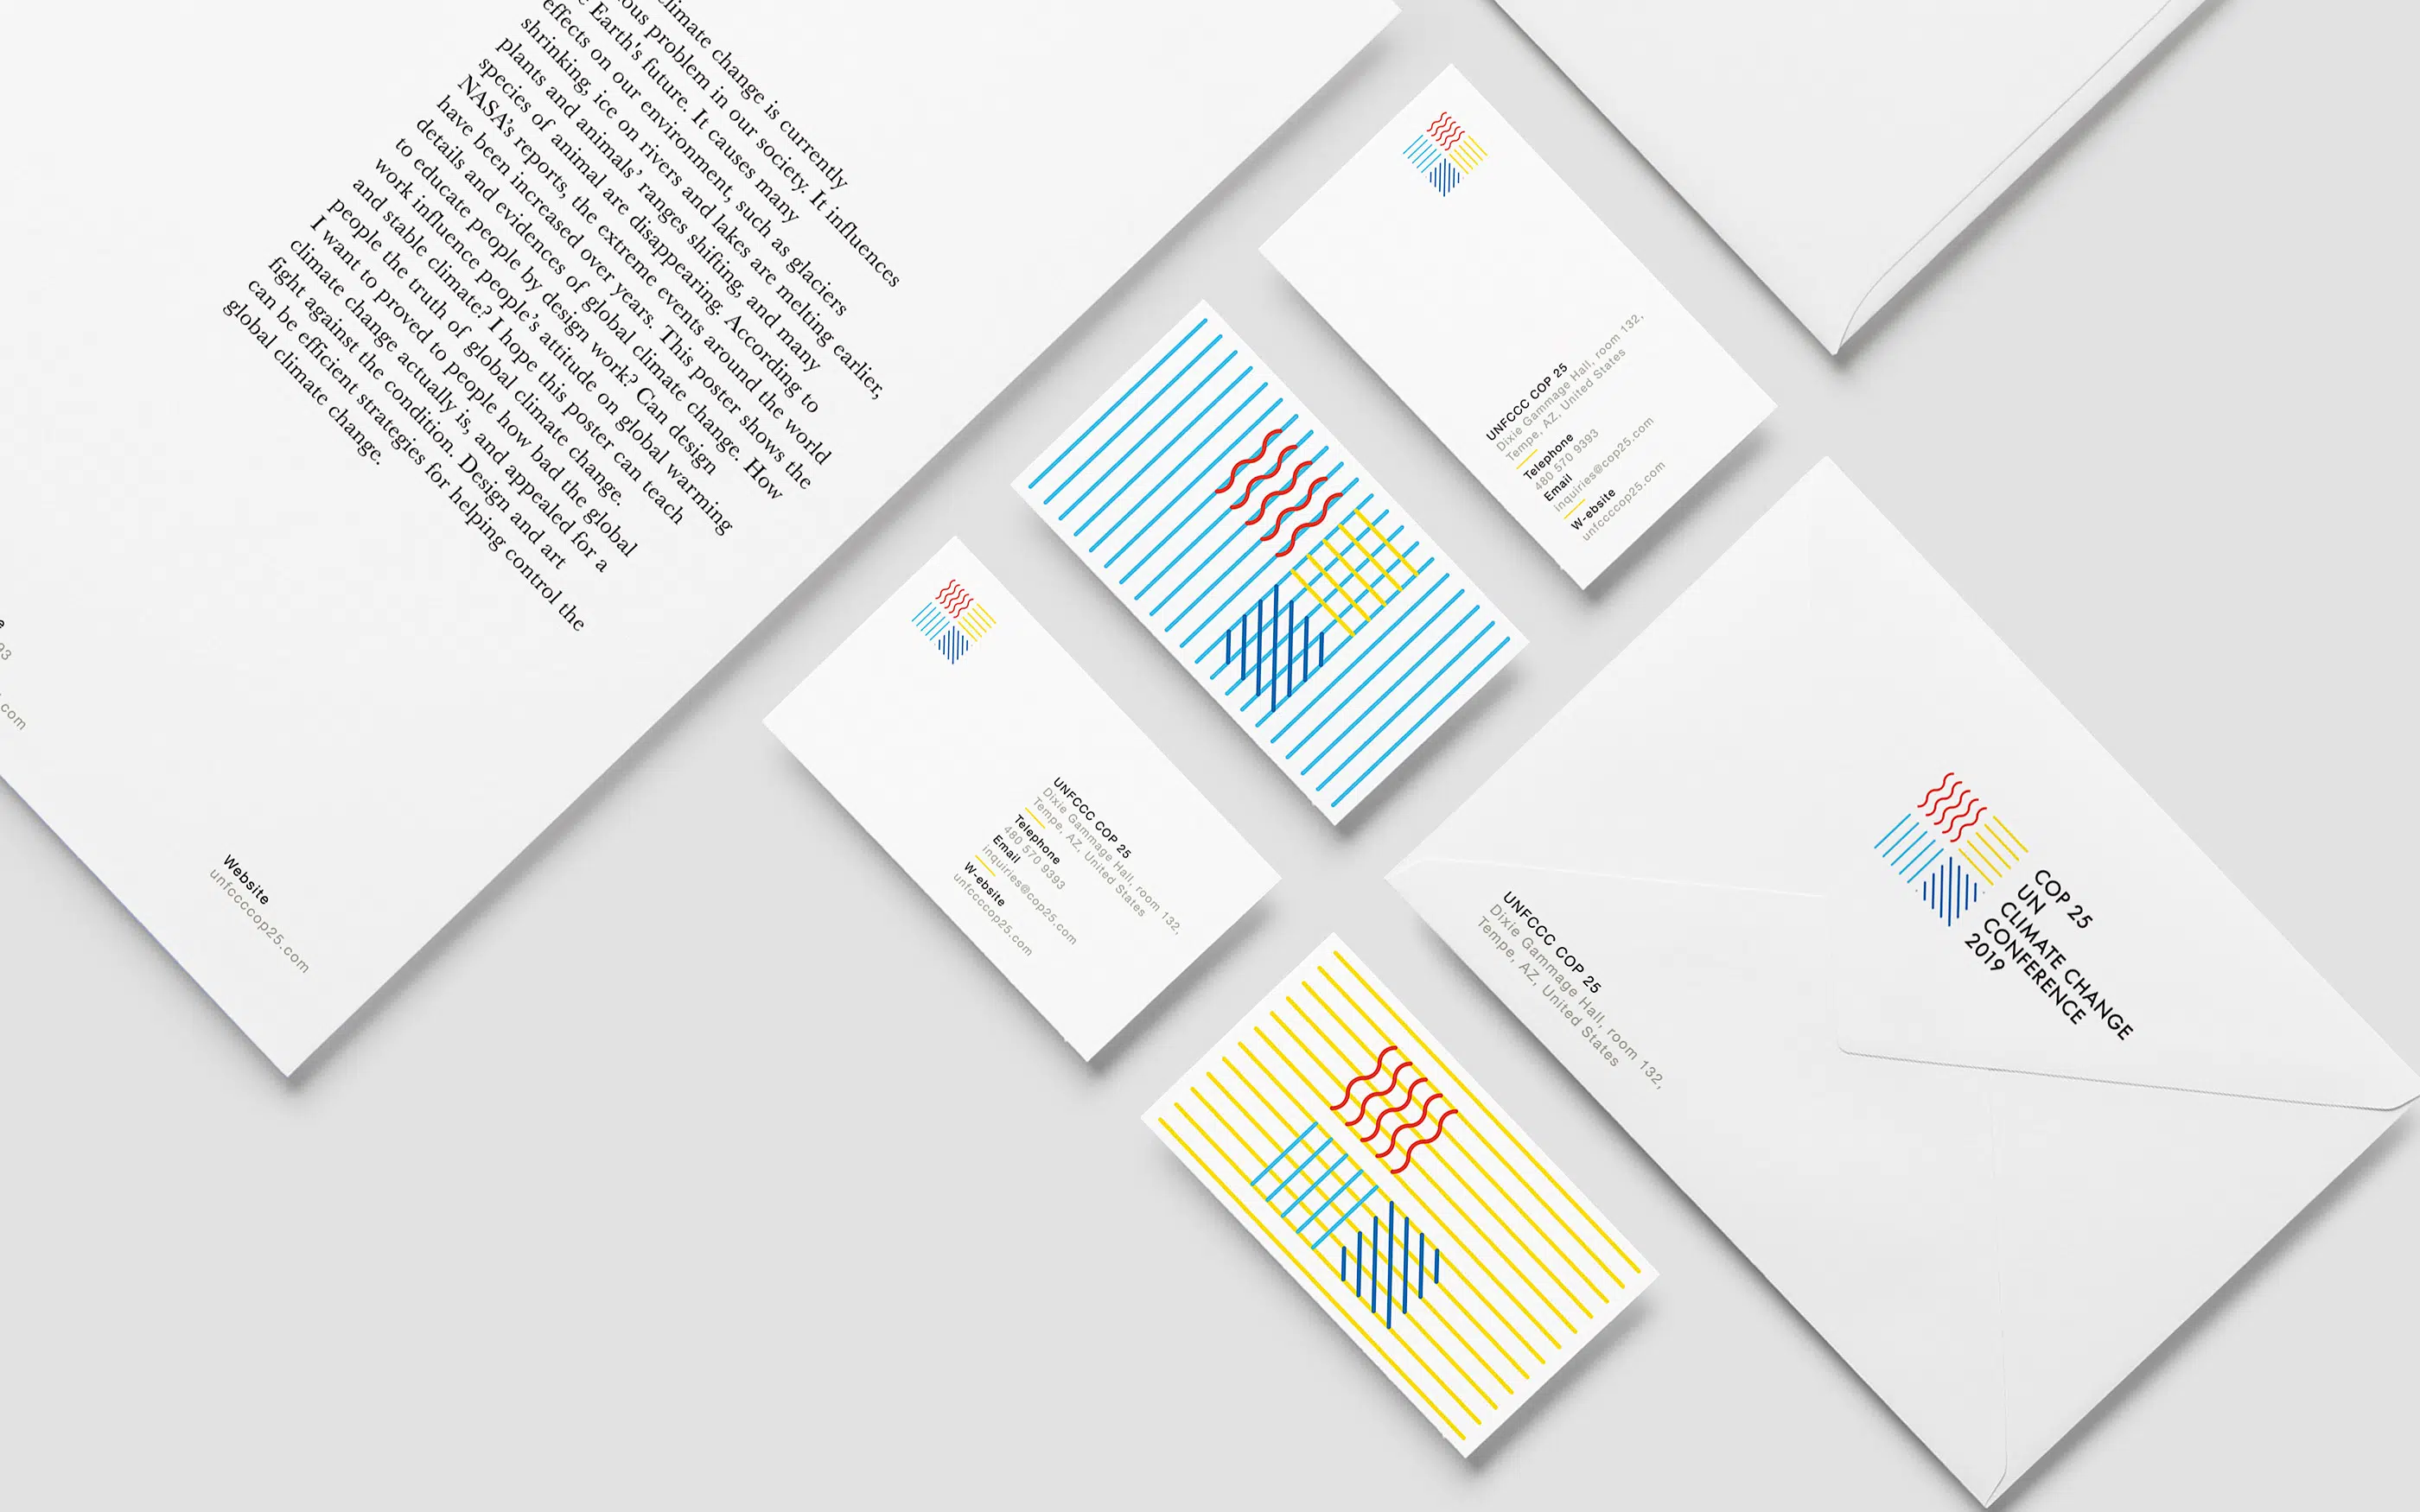 limate change is currently
ous problem in our society. It influences
e Earth's future. It causes many
effects on our environment, such as glaciers
shrinking, ice on rivers and lakes are melting earlier,
plants and animals' ranges shifting, and many
species of animal are disappearing. According to
NASA's reports, the extreme events around the world
have been increased over years. This poster shows the
details and evidences of global climate change. How
to educate people by design work? Can design
work influence people's attitude on global warming
and stable climate? I hope this poster can teach
people the truth of global climate change.
I want to proved to people how bad the global
climate change actually is, and appealed for a
fight against the condition. Design and art
can be efficient strategies for helping control the
global climate change.
93
.com
Website
unfcccop25.com
UNFCCC COP 25
Dixie Gammage Hall, room 132,
Tempe, AZ, United States
Telephone
480 570 9393
Email
inquiries@cop25.com
W-ebsite
unfcccop25.com
UNFCCC COP 25
Dixie Gammage Hall, room 132,
Tempe, AZ, United States
Telephone
480 570 9393
Email
inquiries@cop25.com
W-ebsite
unfcccop25.com
UNFCCC COP 25
Dixie Gammage Hall, room 132,
Tempe, AZ, United States
COP 25
UN
CLIMATE CHANGE
CONFERENCE
2019